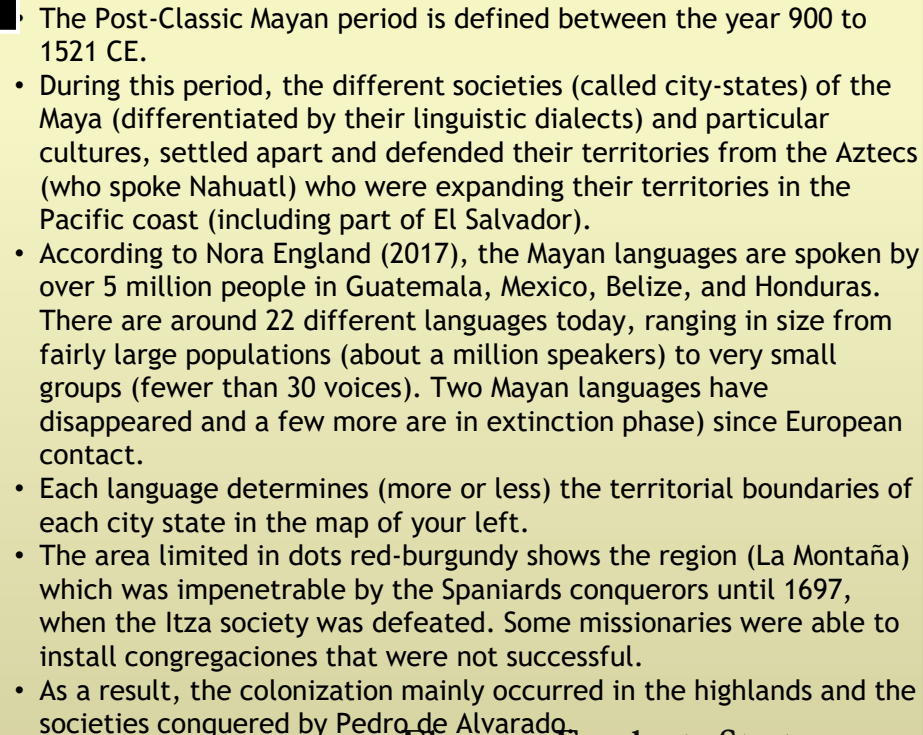 • The Post-Classic Mayan period is defined between the year 900 to
1521 CE.
• During this period, the different societies (called city-states) of the
Maya (differentiated by their linguistic dialects) and particular
cultures, settled apart and defended their territories from the Aztecs
(who spoke Nahuatl) who were expanding their territories in the
Pacific coast (including part of El Salvador).
• According to Nora England (2017), the Mayan languages are spoken by
over 5 million people in Guatemala, Mexico, Belize, and Honduras.
There are around 22 different languages today, ranging in size from
fairly large populations (about a million speakers) to very small
groups (fewer than 30 voices). Two Mayan languages have
disappeared and a few more are in extinction phase) since European
contact.
• Each language determines (more or less) the territorial boundaries of
each city state in the map of your left.
• The area limited in dots red-burgundy shows the region (La Montaña)
which was impenetrable by the Spaniards conquerors until 1697,
when the Itza society was defeated. Some missionaries were able to
install congregaciones that were not successful.
• As a result, the colonization mainly occurred in the highlands and the
societies conquered by Pedro de Alvarado.